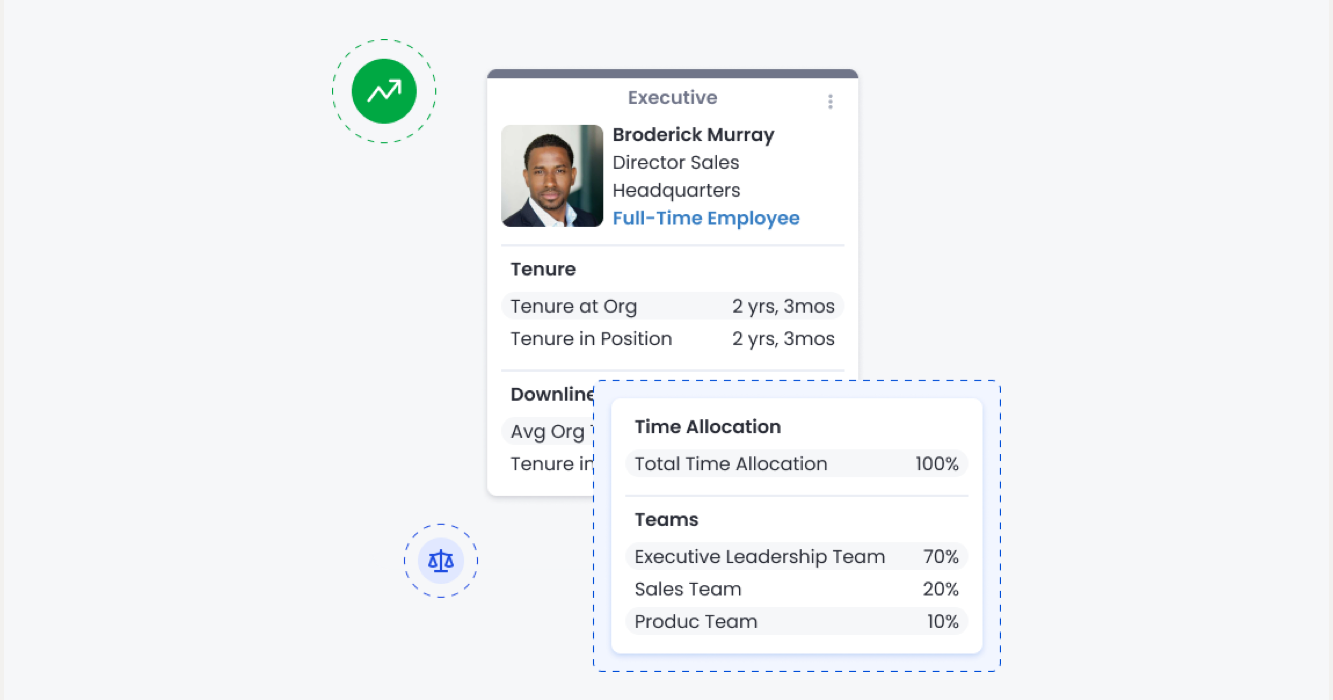 Executive
Broderick Murray
Director Sales
Headquarters
Full-Time Employee
Tenure
Tenure at Org 2 yrs, 3mos
Tenure in Position 2 yrs, 3mos
Downline
Avg Org
Tenure in
Time Allocation
Total Time Allocation 100%
Teams
Executive Leadership Team 70%
Sales Team 20%
Produc Team 10%